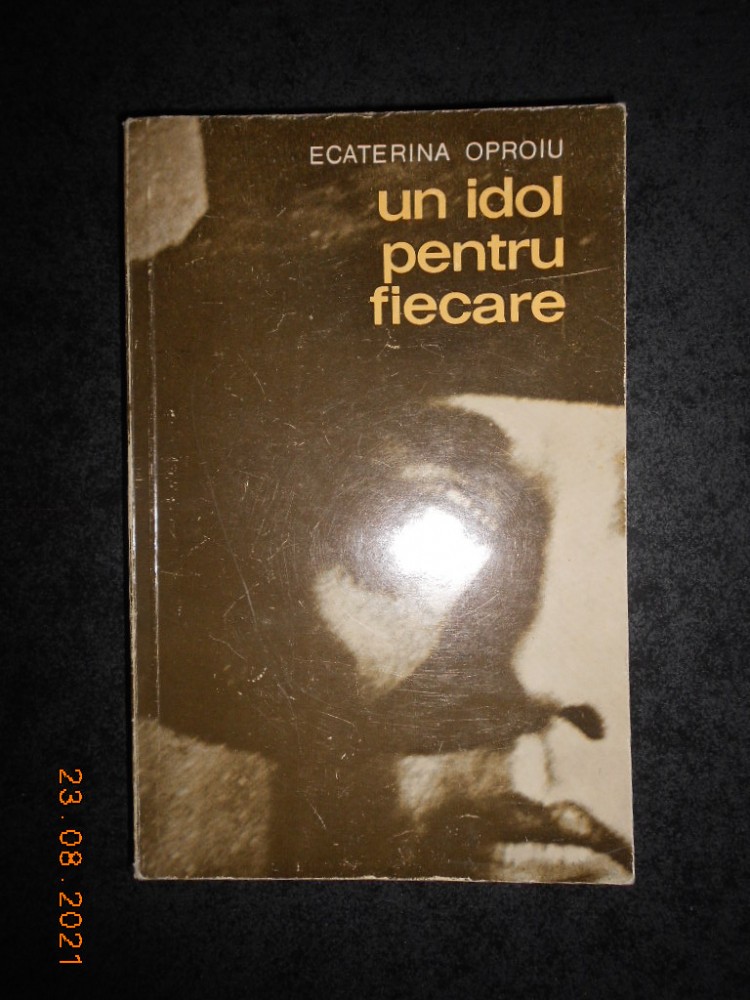 ECATERINA OPROIU
un idol
pentru
fiecare
23.08.2021